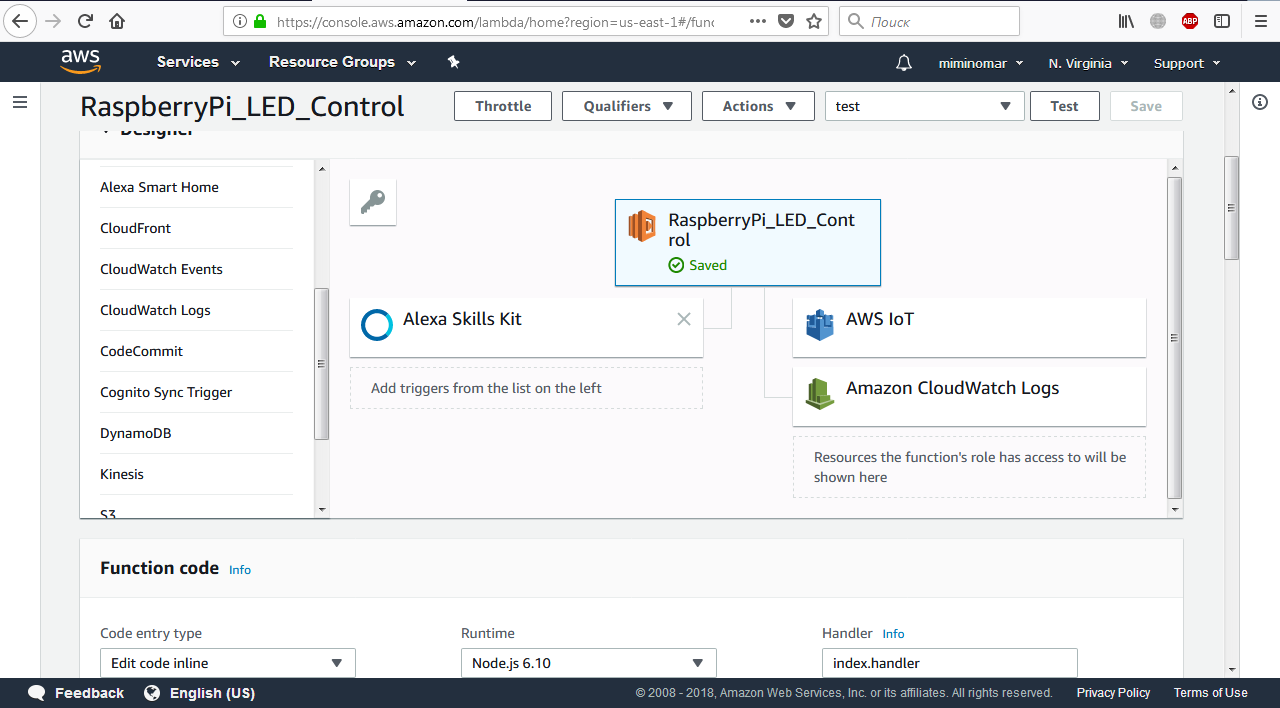 https://console.aws.amazon.com/lambda/home?region=us-east-1#/func
Поиск
ABP
aws
Services
Resource Groups
miminomar
N. Virginia
Support
RaspberryPi_LED_Control
Throttle
Qualifiers
Actions
test
Test
Save
Designer
Alexa Smart Home
CloudFront
CloudWatch Events
CloudWatch Logs
CodeCommit
Cognito Sync Trigger
DynamoDB
Kinesis
S3
RaspberryPi_LED_Cont
rol
Saved
Alexa Skills Kit
Add triggers from the list on the left
AWS IoT
Amazon CloudWatch Logs
Resources the function's role has access to will be
shown here
Function code Info
Code entry type
Edit code inline
Runtime
Node.js 6.10
Handler Info
index.handler
Feedback
English (US)
© 2008 - 2018, Amazon Web Services, Inc. or its affiliates. All rights reserved.
Privacy Policy
Terms of Use